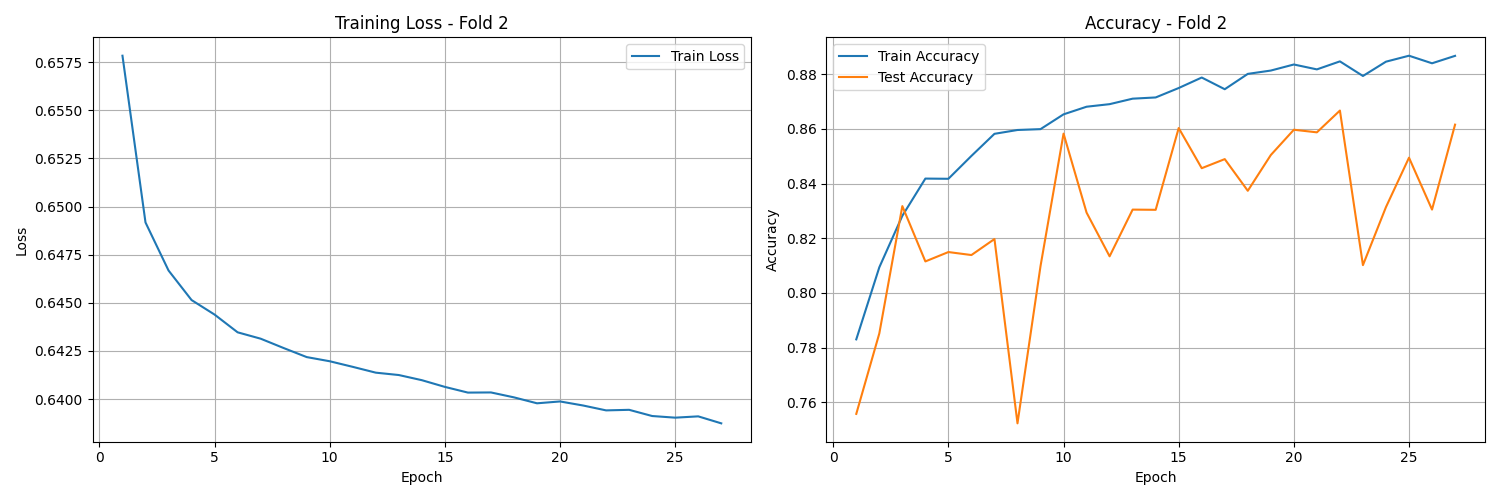 Training Loss - Fold 2
Train Loss
0.6575
0.6550
0.6525
0.6500
0.6475
0.6450
0.6425
0.6400
Loss
0 5 10 15 20 25
Epoch
Accuracy - Fold 2
Train Accuracy
Test Accuracy
0.88
0.86
0.84
0.82
0.80
0.78
0.76
Accuracy
0 5 10 15 20 25
Epoch